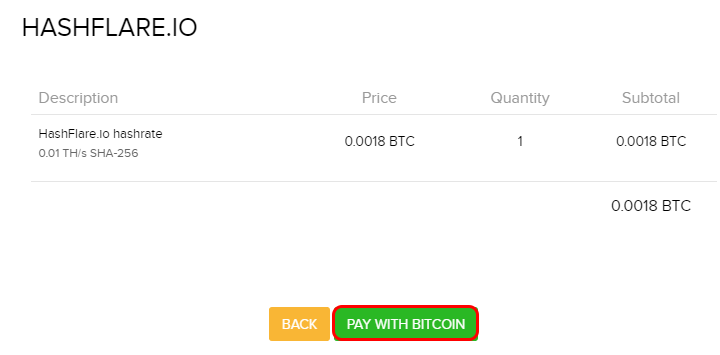 HASHFLARE.IO
Description Price Quantity Subtotal
HashFlare.io hashrate
0.01 TH/s SHA-256
0.0018 BTC 1 0.0018 BTC
0.0018 BTC
BACK PAY WITH BITCOIN